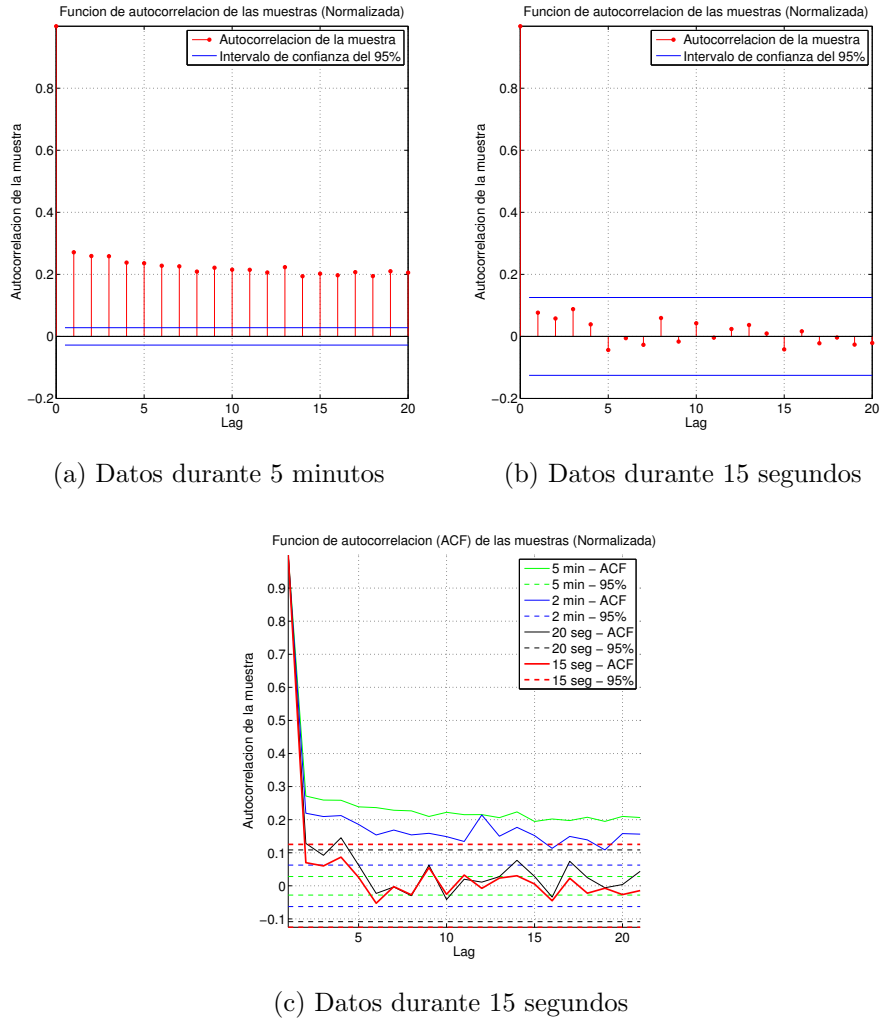 Funcion de autocorrelacion de las muestras (Normalizada)
Autocorrelacion de la muestra
Intervalo de confianza del 95%
Autocorrelacion de la muestra
0.8
0.6
0.4
0.2
0
−0.2
0
5
10
15
20
Lag
(a) Datos durante 5 minutos
Funcion de autocorrelacion de las muestras (Normalizada)
Autocorrelacion de la muestra
Intervalo de confianza del 95%
Autocorrelacion de la muestra
0.8
0.6
0.4
0.2
0
−0.2
0
5
10
15
20
Lag
(b) Datos durante 15 segundos
Funcion de autocorrelacion (ACF) de las muestras (Normalizada)
5 min − ACF
5 min − 95%
2 min − ACF
2 min − 95%
20 seg − ACF
20 seg − 95%
15 seg − ACF
15 seg − 95%
Autocorrelacion de la muestra
0.9
0.8
0.7
0.6
0.5
0.4
0.3
0.2
0.1
0
−0.1
5
10
15
20
Lag
(c) Datos durante 15 segundos